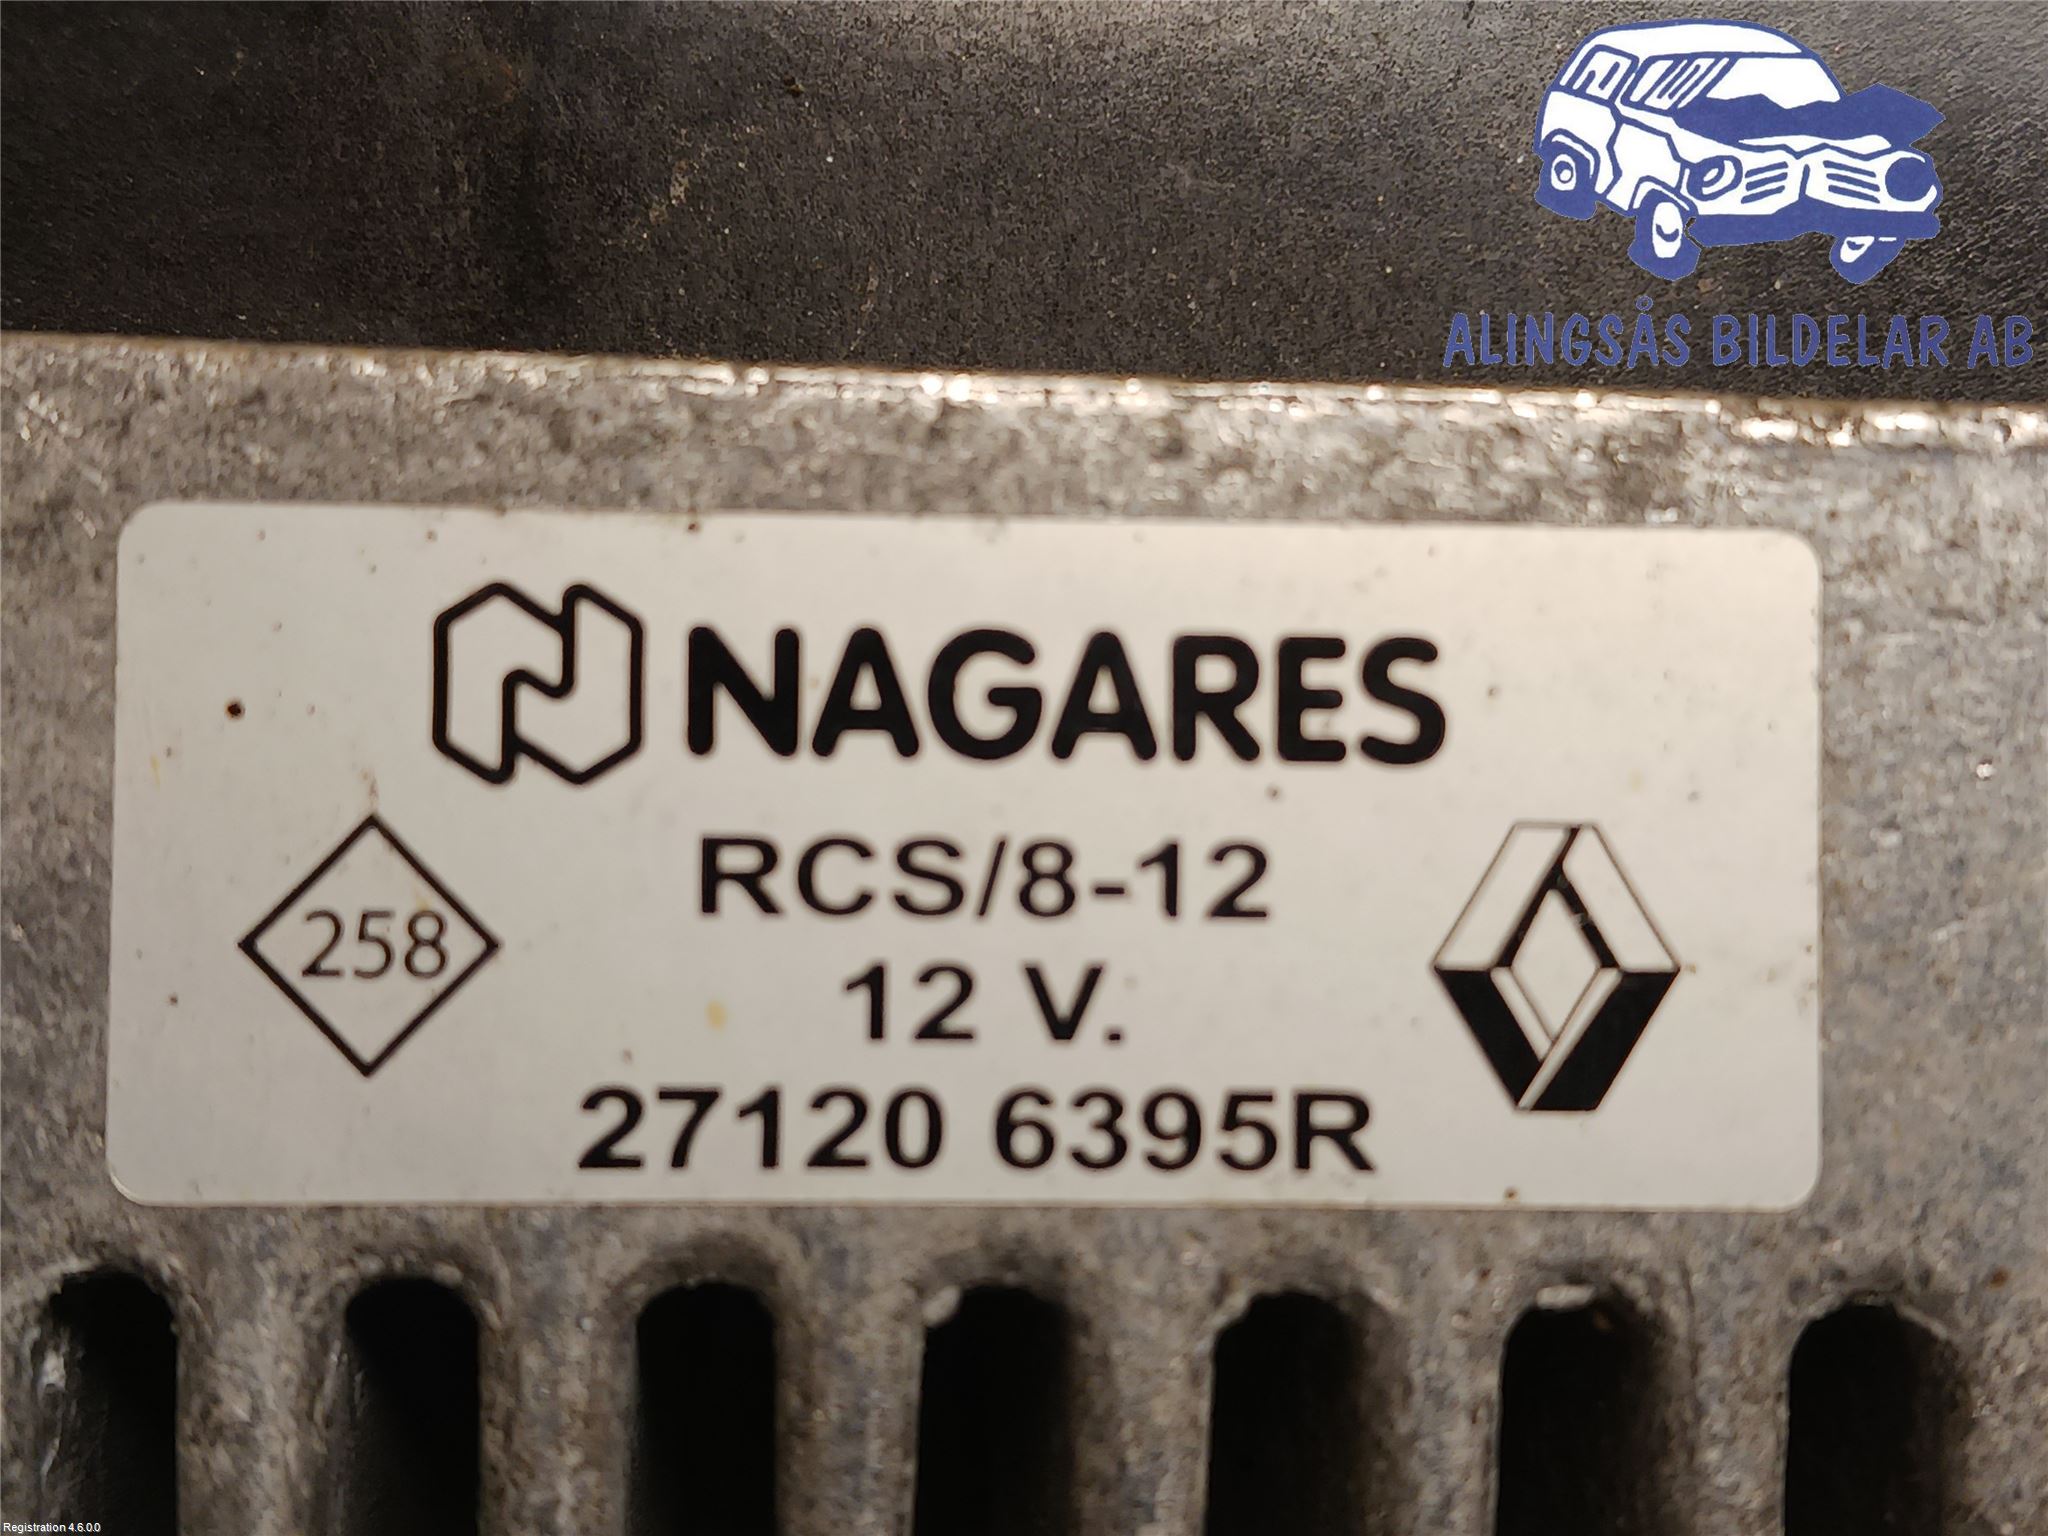 ALINGSÅS BILDELAR AB
NAGARES
RCS/8-12
258
12 V.
27120 6395R
Registration 4.6.0.0